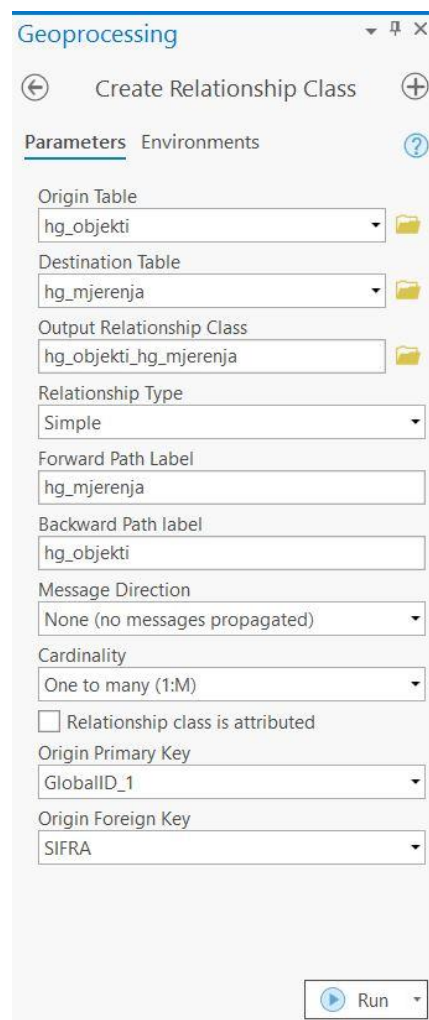 Geoprocessing
Create Relationship Class
Parameters Environments
Origin Table
hg_objekti
Destination Table
hg_mjerenja
Output Relationship Class
hg_objekti_hg_mjerenja
Relationship Type
Simple
Forward Path Label
hg_mjerenja
Backward Path label
hg_objekti
Message Direction
None (no messages propagated)
Cardinality
One to many (1:M)
Relationship class is attributed
Origin Primary Key
GlobalID_1
Origin Foreign Key
SIFRA
Run